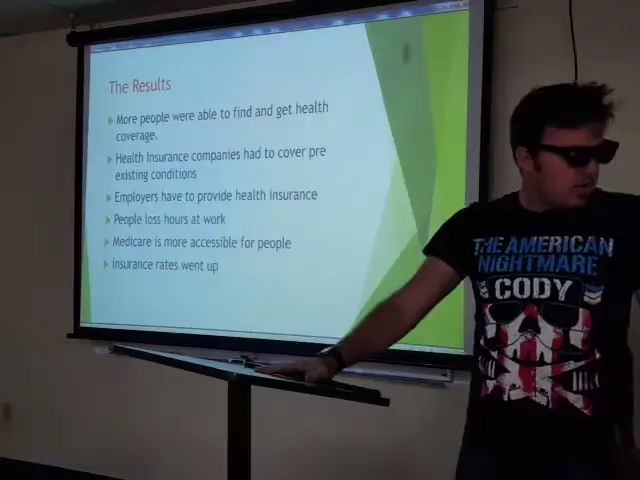 The Results
More people were able to find and get health
coverage.
Health Insurance companies had to cover pre
existing conditions
Employers have to provide health insurance
People loss hours at work
Medicare is more accessible for people
Insurance rates went up
THE AMERICAN
NIGHTMARE
CODY